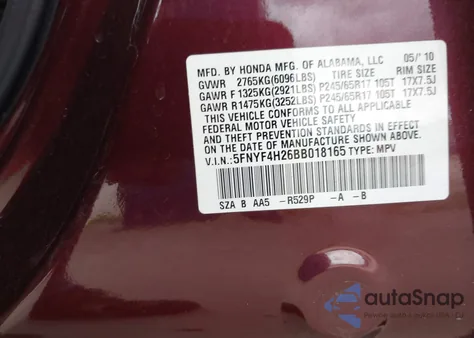 MFD. BY HONDA MFG. OF ALABAMA, LLC 05/'10
GVWR 2765KG(6096LBS) TIRE SIZE RIM SIZE
GAWR F 1325KG(2921LBS) P245/65R17 105T 17X7.5J
GAWR R1475KG(3252LBS) P245/65R17 105T 17X7.5J
THIS VEHICLE CONFORMS TO ALL APPLICABLE
FEDERAL MOTOR VEHICLE SAFETY, BUMPER,
AND THEFT PREVENTION STANDARDS IN EFFECT
ON THE DATE OF MANUFACTURE SHOWN ABOVE.
V.I.N.:5FNYF4H26BB018165 TYPE: MPV
SZA B AA5 -R529P -A -B
autaSnap